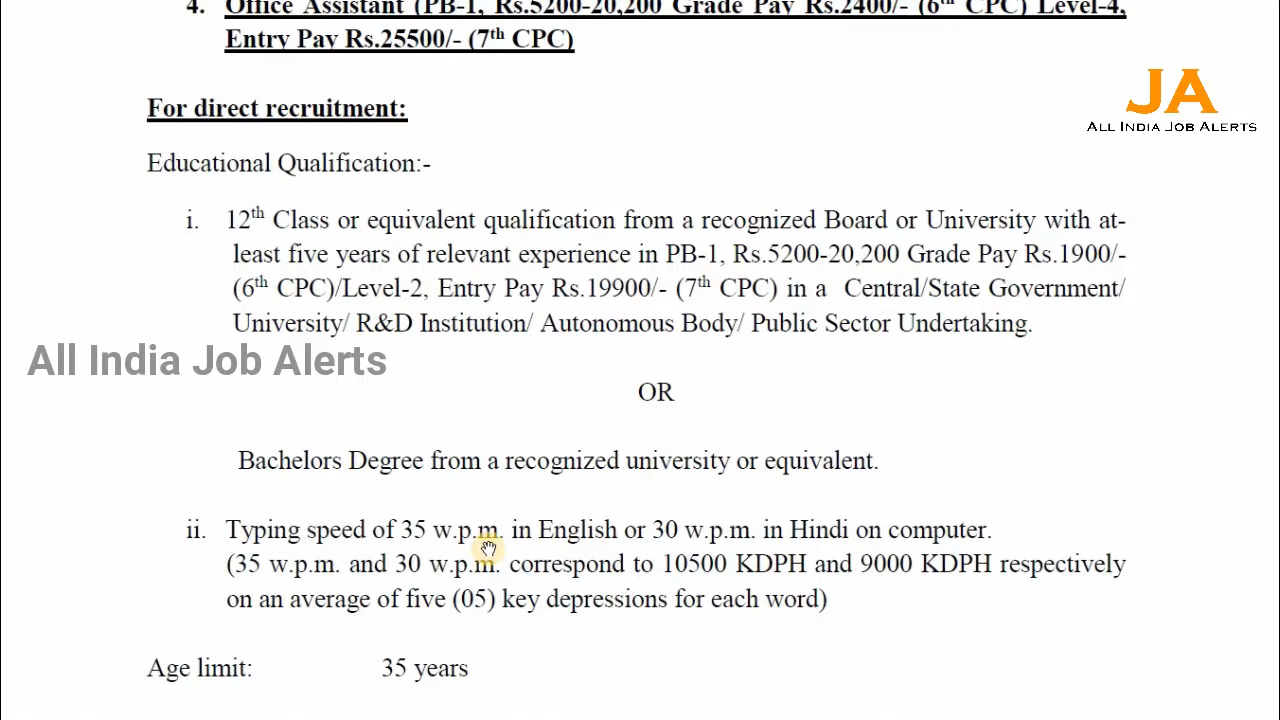 4. Office Assistant (PB-1, Rs.5200-20,200 Grade Pay Rs.2400/- (6th CPC) Level-4,
Entry Pay Rs.25500/- (7th CPC)
For direct recruitment:
JA
ALL INDIA JOB ALERTS
Educational Qualification:-
i. 12th Class or equivalent qualification from a recognized Board or University with at-
least five years of relevant experience in PB-1, Rs.5200-20,200 Grade Pay Rs.1900/-
(6th CPC)/Level-2, Entry Pay Rs.19900/- (7th CPC) in a Central/State Government/
University/ R&D Institution/ Autonomous Body/ Public Sector Undertaking.
All India Job Alerts
OR
Bachelors Degree from a recognized university or equivalent.
ii. Typing speed of 35 w.p.m. in English or 30 w.p.m. in Hindi on computer.
(35 w.p.m. and 30 w.p.m. correspond to 10500 KDPH and 9000 KDPH respectively
on an average of five (05) key depressions for each word)
Age limit: 35 years